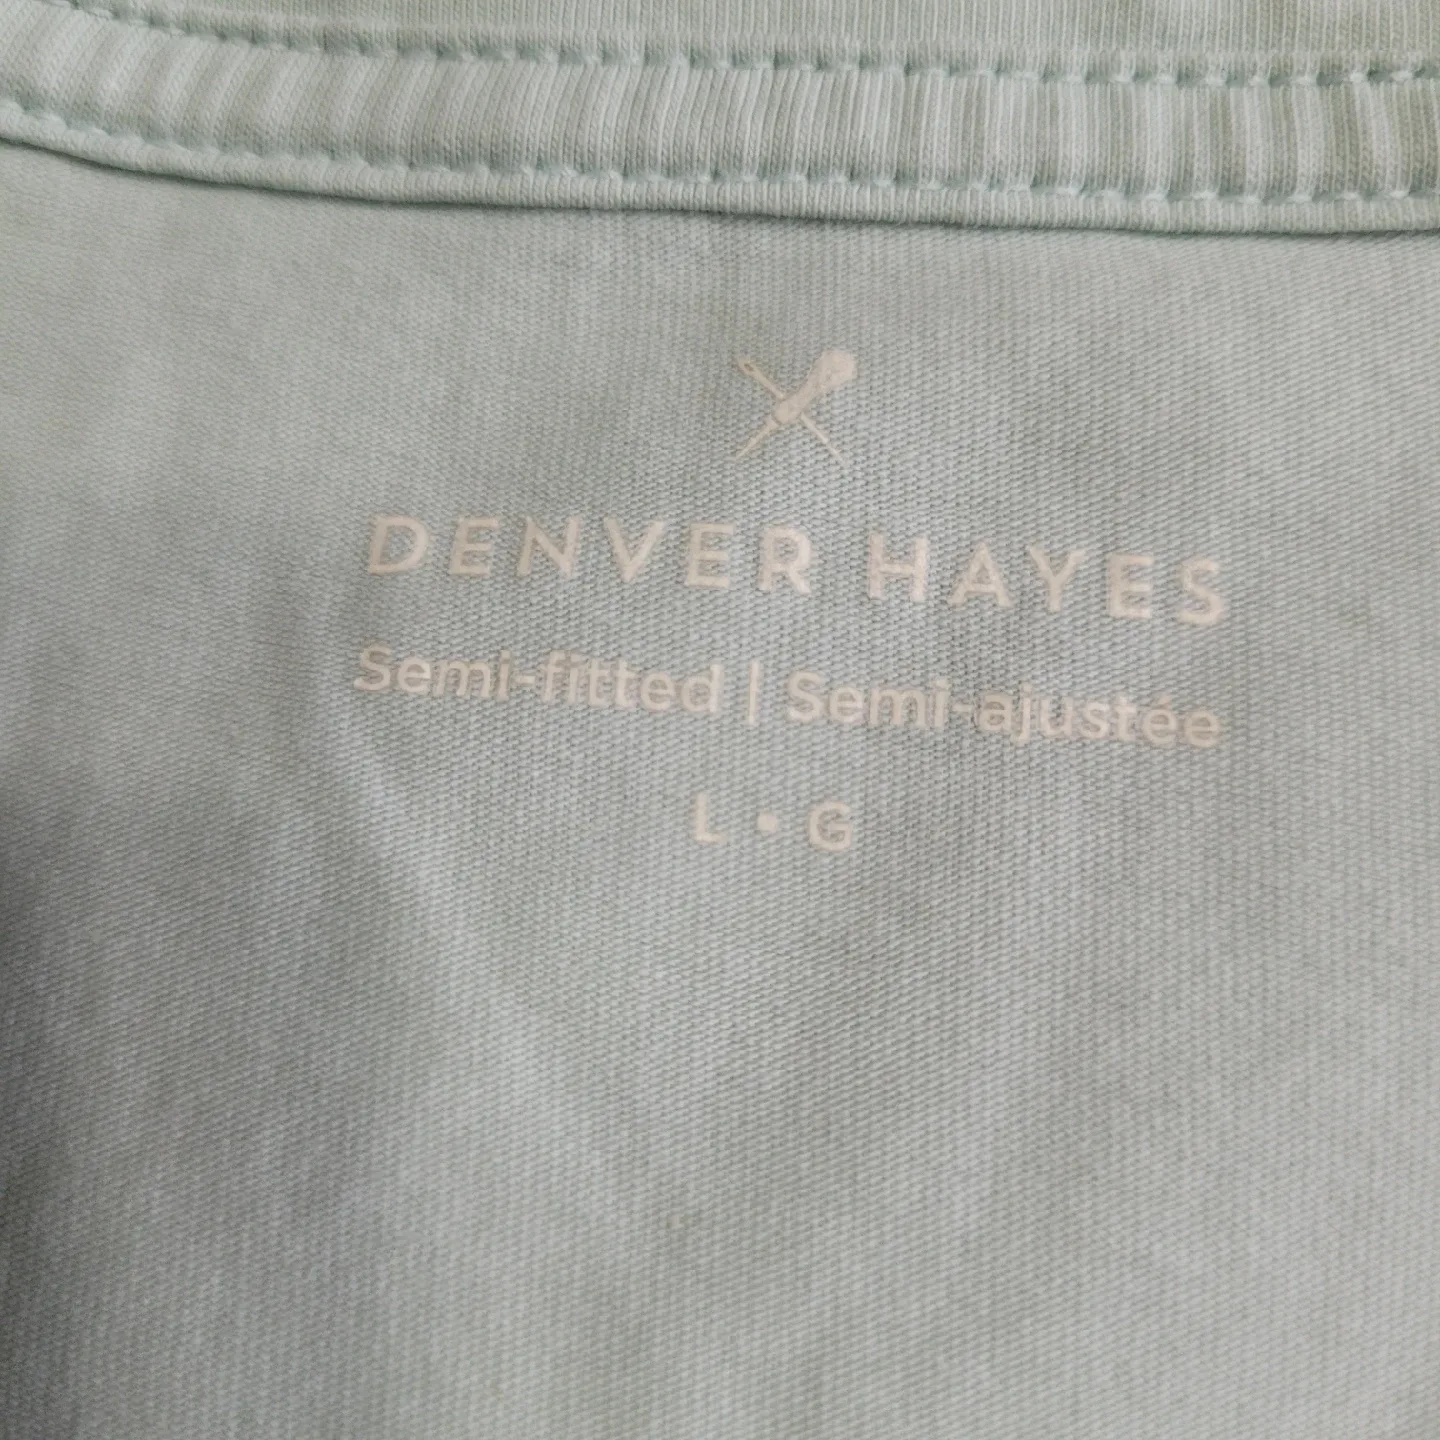 DENVER HAYES
Semi-fitted | Semi-ajustée
L • G